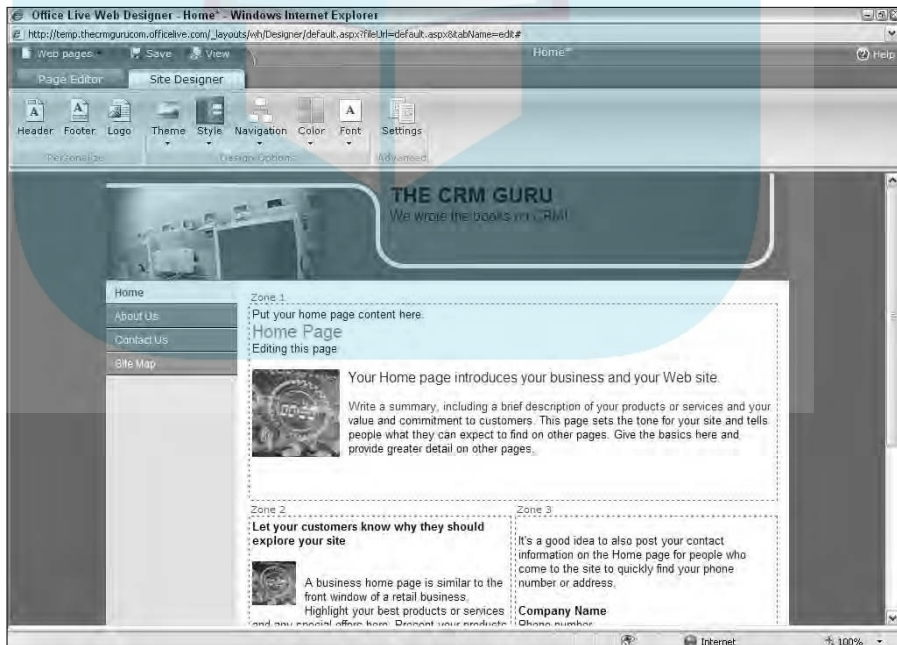 Office Live Web Designer - Home* - Windows Internet Explorer
http://temp.thecrmgurucom.officelive.com/_layouts/wh/Designer/default.aspx?fileUrl=default.aspx&tabName=edit#
Web pages Save View Home* Help
Page Editor Site Designer
Header Footer Logo Theme Style Navigation Color Font Settings
Personalize Design Options Advanced
THE CRM GURU
We wrote the books on CRM!
Home
About Us
Contact Us
Site Map
Zone 1
Put your home page content here.
Home Page
Editing this page
Your Home page introduces your business and your Web site.
Write a summary, including a brief description of your products or services and your
value and commitment to customers. This page sets the tone for your site and tells
people what they can expect to find on other pages. Give the basics here and
provide greater detail on other pages.
Zone 2
Let your customers know why they should
explore your site
A business home page is similar to the
front window of a retail business.
Highlight your best products or services
and any special offers here. Present your products
Zone 3
It's a good idea to also post your contact
information on the Home page for people who
come to the site to quickly find your phone
number or address.
Company Name
Phone number
Internet 100%